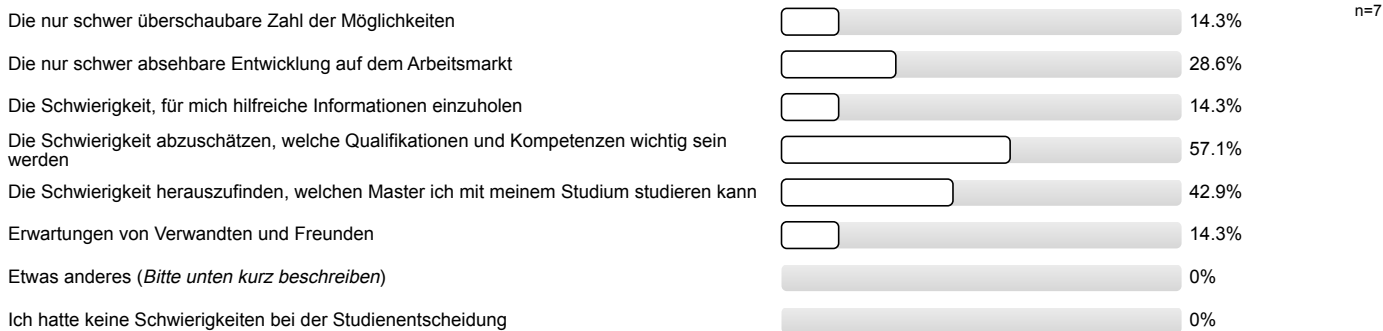 Die nur schwer überschaubare Zahl der Möglichkeiten 14.3% n=7
Die nur schwer absehbare Entwicklung auf dem Arbeitsmarkt 28.6%
Die Schwierigkeit, für mich hilfreiche Informationen einzuholen 14.3%
Die Schwierigkeit abzuschätzen, welche Qualifikationen und Kompetenzen wichtig sein
werden 57.1%
Die Schwierigkeit herauszufinden, welchen Master ich mit meinem Studium studieren kann 42.9%
Erwartungen von Verwandten und Freunden 14.3%
Etwas anderes (Bitte unten kurz beschreiben) 0%
Ich hatte keine Schwierigkeiten bei der Studienentscheidung 0%